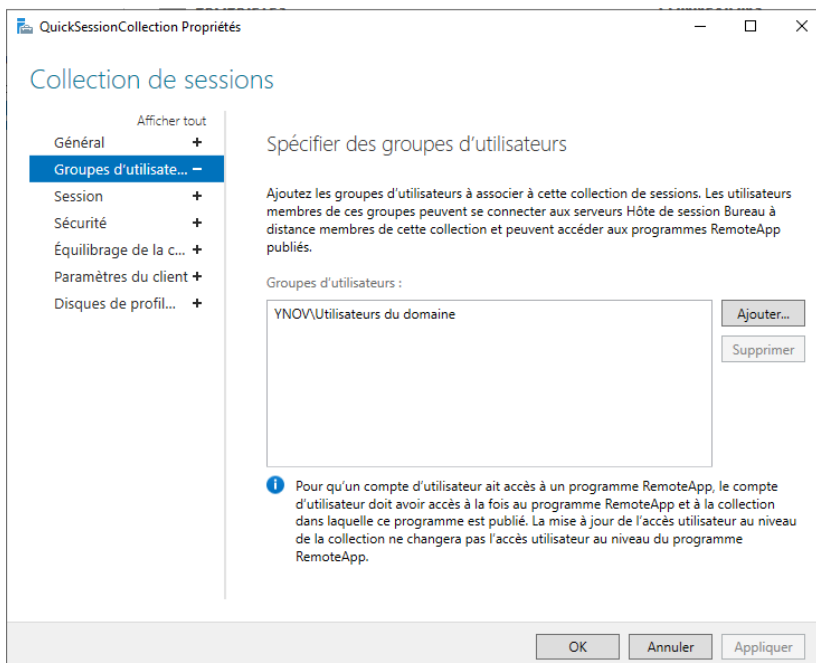 QuickSessionCollection Propriétés
Collection de sessions
Afficher tout
Général +
Groupes d'utilisate... −
Session +
Sécurité +
Équilibrage de la c... +
Paramètres du client +
Disques de profil... +
Spécifier des groupes d'utilisateurs
Ajoutez les groupes d'utilisateurs à associer à cette collection de sessions. Les utilisateurs
membres de ces groupes peuvent se connecter aux serveurs Hôte de session Bureau à
distance membres de cette collection et peuvent accéder aux programmes RemoteApp
publiés.
Groupes d'utilisateurs :
YNOV\Utilisateurs du domaine
Ajouter...
Supprimer
Pour qu'un compte d'utilisateur ait accès à un programme RemoteApp, le compte
d'utilisateur doit avoir accès à la fois au programme RemoteApp et à la collection
dans laquelle ce programme est publié. La mise à jour de l'accès utilisateur au niveau
de la collection ne changera pas l'accès utilisateur au niveau du programme
RemoteApp.
OK
Annuler
Appliquer